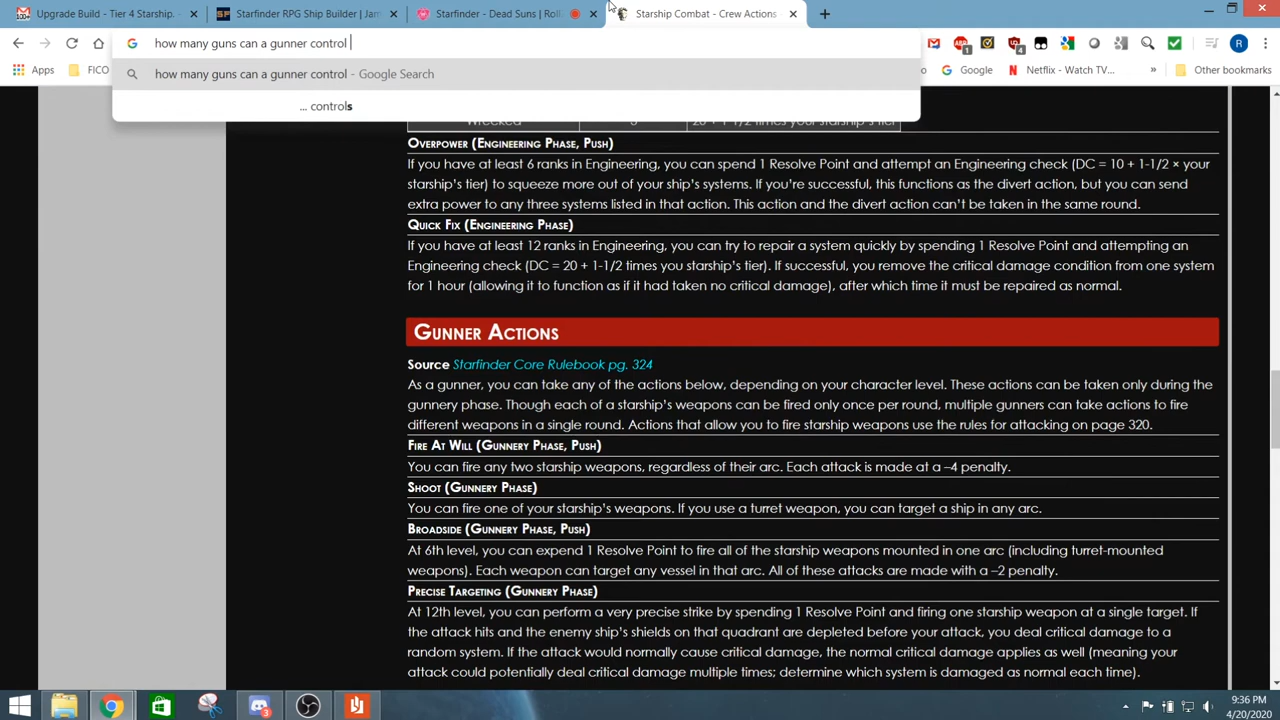 Upgrade Build - Tier 4 Starship.
Starfinder RPG Ship Builder | Jam
Starfinder - Dead Suns | Roll
Starship Combat - Crew Actions
how many guns can a gunner control
how many guns can a gunner control - Google Search
... controls
Apps
FICO
Google
Netflix - Watch TV...
Other bookmarks
OVERPOWER (ENGINEERING PHASE, PUSH)
If you have at least 6 ranks in Engineering, you can spend 1 Resolve Point and attempt an Engineering check (DC = 10 + 1-1/2 × your
starship's tier) to squeeze more out of your ship's systems. If you're successful, this functions as the divert action, but you can send
extra power to any three systems listed in that action. This action and the divert action can't be taken in the same round.
QUICK FIX (ENGINEERING PHASE)
If you have at least 12 ranks in Engineering, you can try to repair a system quickly by spending 1 Resolve Point and attempting an
Engineering check (DC = 20 + 1-1/2 times you starship's tier). If successful, you remove the critical damage condition from one system
for 1 hour (allowing it to function as if it had taken no critical damage), after which time it must be repaired as normal.
GUNNER ACTIONS
Source Starfinder Core Rulebook pg. 324
As a gunner, you can take any of the actions below, depending on your character level. These actions can be taken only during the
gunnery phase. Though each of a starship's weapons can be fired only once per round, multiple gunners can take actions to fire
different weapons in a single round. Actions that allow you to fire starship weapons use the rules for attacking on page 320.
FIRE AT WILL (GUNNERY PHASE, PUSH)
You can fire any two starship weapons, regardless of their arc. Each attack is made at a –4 penalty.
SHOOT (GUNNERY PHASE)
You can fire one of your starship's weapons. If you use a turret weapon, you can target a ship in any arc.
BROADSIDE (GUNNERY PHASE, PUSH)
At 6th level, you can expend 1 Resolve Point to fire all of the starship weapons mounted in one arc (including turret-mounted
weapons). Each weapon can target any vessel in that arc. All of these attacks are made with a –2 penalty.
PRECISE TARGETING (GUNNERY PHASE)
At 12th level, you can perform a very precise strike by spending 1 Resolve Point and firing one starship weapon at a single target. If
the attack hits and the enemy ship's shields on that quadrant are depleted before your attack, you deal critical damage to a
random system. If the attack would normally cause critical damage, the normal critical damage applies as well (meaning your
attack could potentially deal critical damage multiple times; determine which system is damaged as normal each time).
9:36 PM
4/20/2020